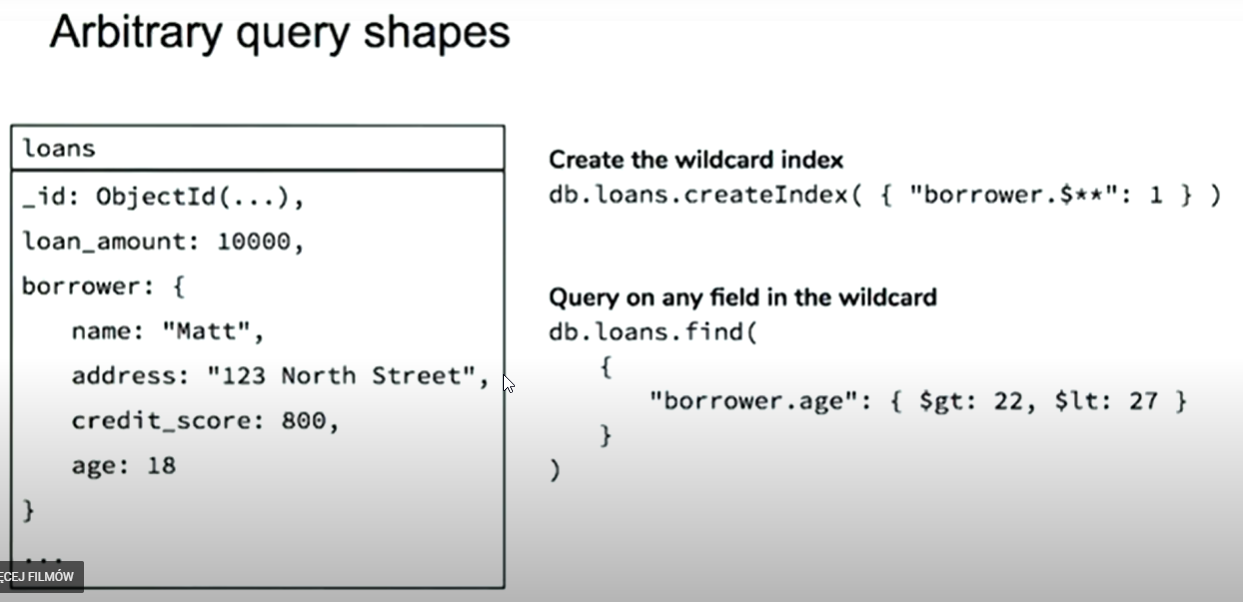 Arbitrary query shapes
loans
_id: ObjectId(...),
loan_amount: 10000,
borrower: {
name: "Matt",
address: "123 North Street",
credit_score: 800,
age: 18
}
...
Create the wildcard index
db.loans.createIndex( { "borrower.$**": 1 } )
Query on any field in the wildcard
db.loans.find(
{
"borrower.age": { $gt: 22, $lt: 27 }
}
)
ĘCEJ FILMÓW